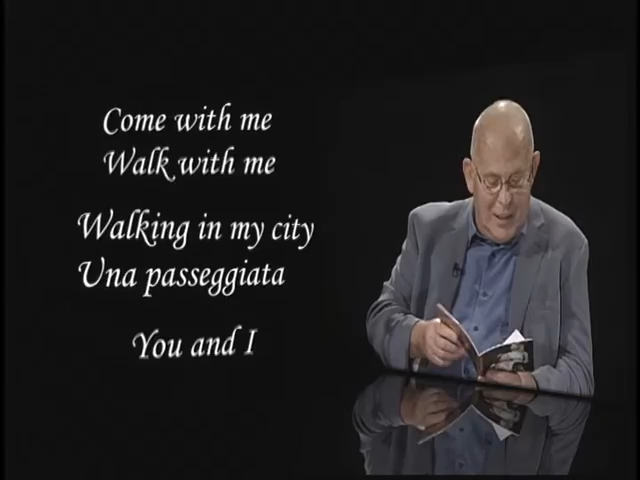 Come with me
Walk with me
Walking in my city
Una passeggiata
You and I